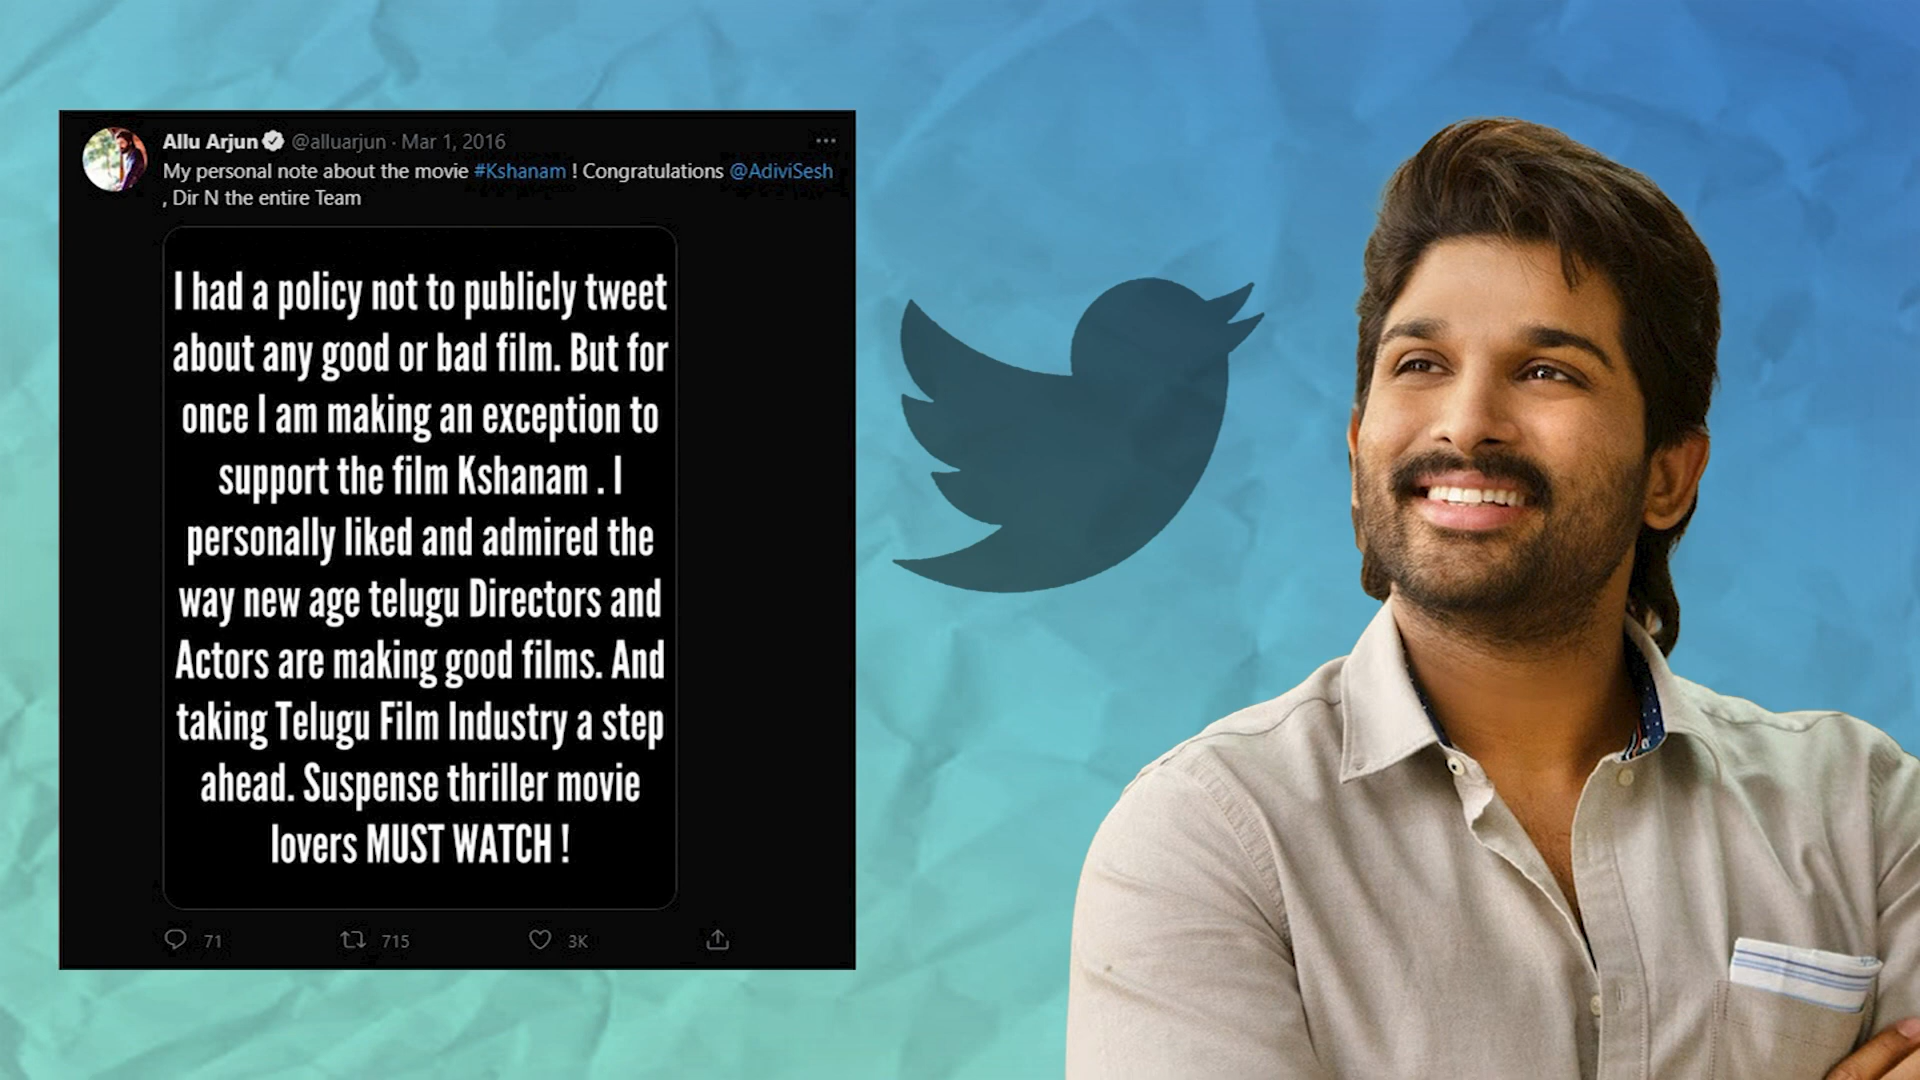 Allu Arjun @alluarjun · Mar 1, 2016
My personal note about the movie #Kshanam ! Congratulations @AdiviSesh
, Dir N the entire Team
I had a policy not to publicly tweet
about any good or bad film. But for
once I am making an exception to
support the film Kshanam . I
personally liked and admired the
way new age telugu Directors and
Actors are making good films. And
taking Telugu Film Industry a step
ahead. Suspense thriller movie
lovers MUST WATCH !
71 715 3K